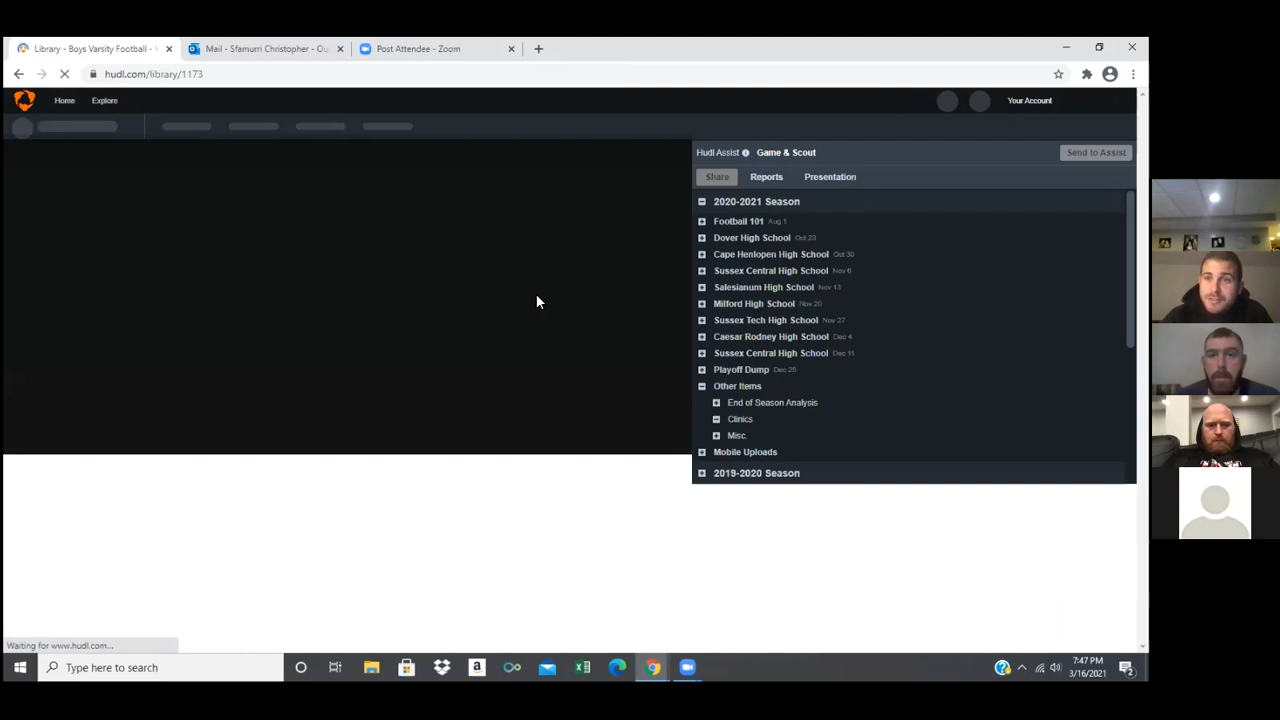 Library - Boys Varsity Football -
Mail - Sfamurri Christopher - Ou
Post Attendee - Zoom
hudl.com/library/1173
Home
Explore
Your Account
Hudl Assist
Game & Scout
Send to Assist
Share
Reports
Presentation
2020-2021 Season
Football 101 Aug 1
Dover High School Oct 23
Cape Henlopen High School Oct 30
Sussex Central High School Nov 6
Salesianum High School Nov 13
Milford High School Nov 20
Sussex Tech High School Nov 27
Caesar Rodney High School Dec 4
Sussex Central High School Dec 11
Playoff Dump Dec 25
Other Items
End of Season Analysis
Clinics
Misc.
Mobile Uploads
2019-2020 Season
Waiting for www.hudl.com...
Type here to search
7:47 PM
3/16/2021
2